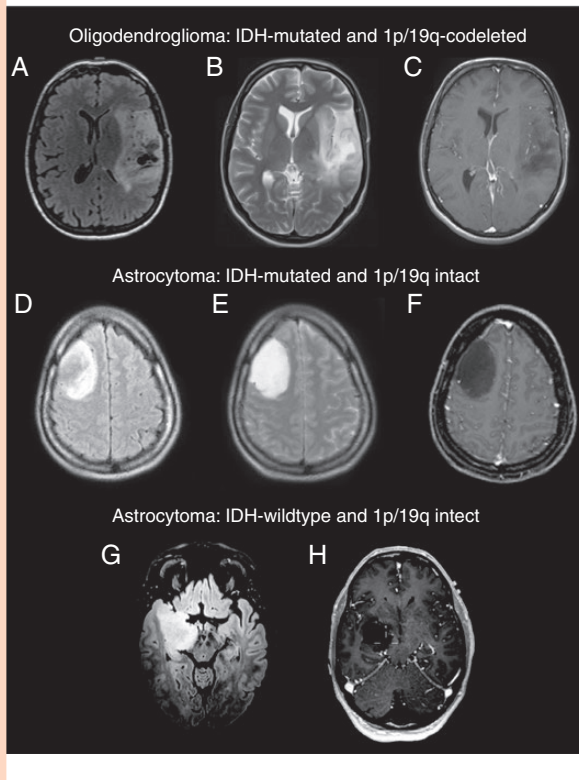 Oligodendroglioma: IDH-mutated and 1p/19q-codeleted
A B C
Astrocytoma: IDH-mutated and 1p/19q intact
D E F
Astrocytoma: IDH-wildtype and 1p/19q intect
G H